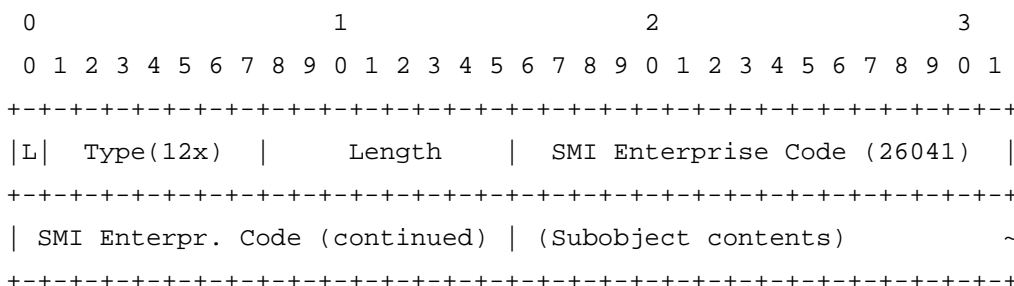 0                   1                   2                   3
0 1 2 3 4 5 6 7 8 9 0 1 2 3 4 5 6 7 8 9 0 1 2 3 4 5 6 7 8 9 0 1
+-+-+-+-+-+-+-+-+-+-+-+-+-+-+-+-+-+-+-+-+-+-+-+-+-+-+-+-+-+-+-+-+
|L|  Type(12x)  |     Length    |  SMI Enterprise Code (26041)  |
+-+-+-+-+-+-+-+-+-+-+-+-+-+-+-+-+-+-+-+-+-+-+-+-+-+-+-+-+-+-+-+-+
| SMI Enterpr. Code (continued) | (Subobject contents)          ~
+-+-+-+-+-+-+-+-+-+-+-+-+-+-+-+-+-+-+-+-+-+-+-+-+-+-+-+-+-+-+-+-+